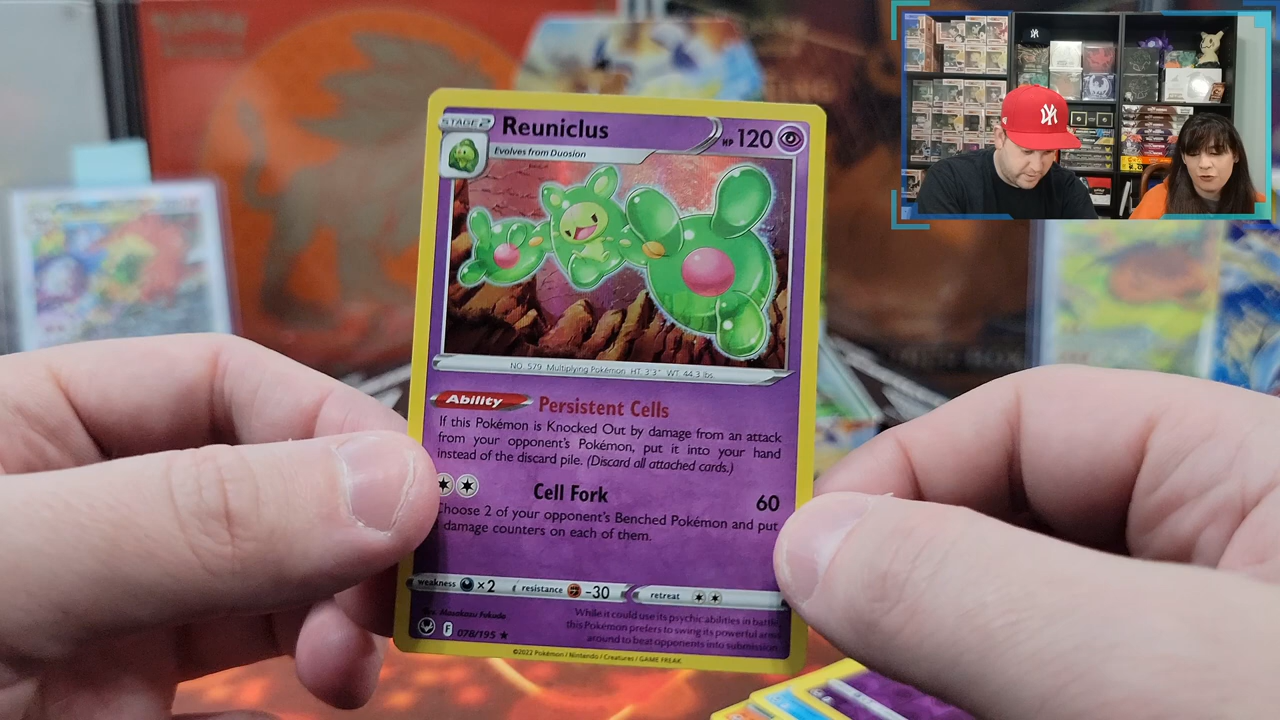 STAGE 2
Reuniclus
HP 120
Evolves from Duosion
NO. 579 Multiplying Pokémon HT. 3'3" WT. 44.3 lbs.
Ability Persistent Cells
If this Pokémon is Knocked Out by damage from an attack
from your opponent's Pokémon, put it into your hand
instead of the discard pile. (Discard all attached cards.)
Cell Fork 60
Choose 2 of your opponent's Benched Pokémon and put
damage counters on each of them.
weakness ×2 resistance -30 retreat
While it could use its psychic abilities in battle,
this Pokémon prefers to swing its powerful arms
around to beat opponents into submission.
F 078/195
©2022 Pokémon / Nintendo / Creatures / GAME FREAK
NY